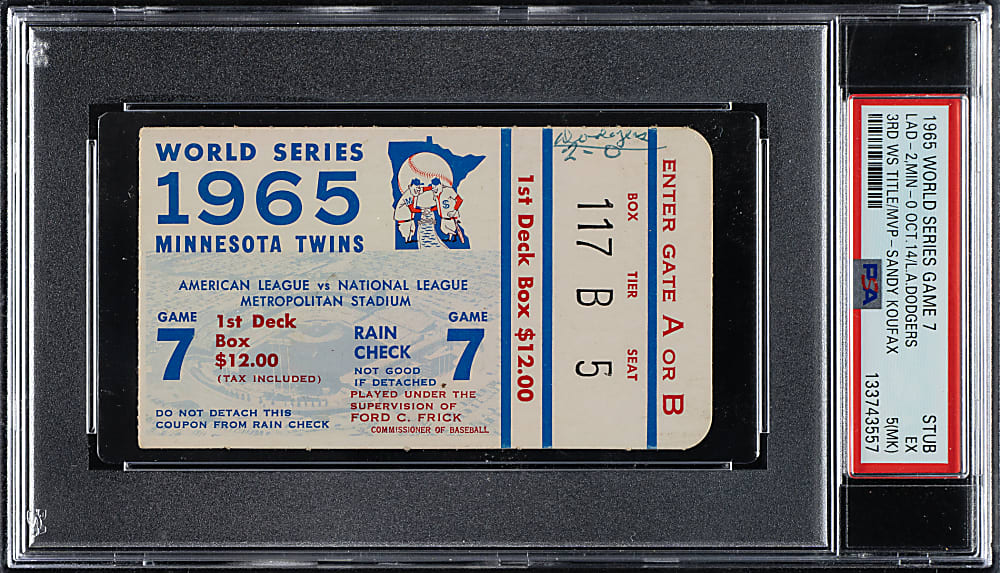 WORLD SERIES
1965
MINNESOTA TWINS
AMERICAN LEAGUE vs NATIONAL LEAGUE
METROPOLITAN STADIUM
GAME
7
1st Deck
Box
$12.00
(TAX INCLUDED)
RAIN
CHECK
NOT GOOD
IF DETACHED
GAME
7
PLAYED UNDER THE
SUPERVISION OF
FORD C. FRICK
COMMISSIONER OF BASEBALL
DO NOT DETACH THIS
COUPON FROM RAIN CHECK
1st Deck Box $12.00
Dodgers
2-0
BOX TIER SEAT
117 B 5
ENTER GATE A OR B
1965 WORLD SERIES GAME 7 STUB
LAD-2,MIN-0 OCT.14/L.A.DODGERS EX
3RD WS TITLE/MVP-SANDY KOUFAX 5(MK)
PSA
133743557